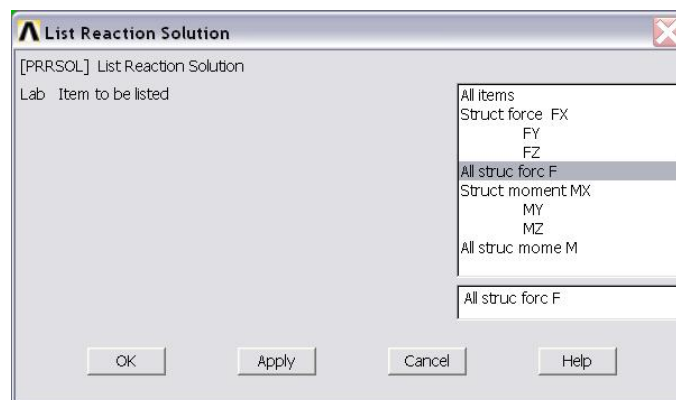 List Reaction Solution
[PRRSOL] List Reaction Solution
Lab Item to be listed
All items
Struct force FX
FY
FZ
All struc forc F
Struct moment MX
MY
MZ
All struc mome M
All struc forc F
OK Apply Cancel Help